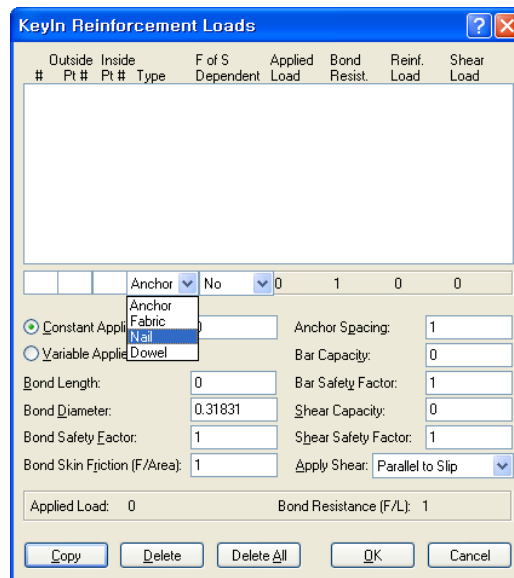 KeyIn Reinforcement Loads
Outside Inside F of S Applied Bond Reinf. Shear
# Pt # Pt # Type Dependent Load Resist. Load Load
Anchor No 0 1 0 0
Anchor
Fabric
Nail
Dowel
Constant Appli Anchor Spacing: 1
Variable Applie Bar Capacity: 0
Bond Length: 0 Bar Safety Factor: 1
Bond Diameter: 0.31831 Shear Capacity: 0
Bond Safety Factor: 1 Shear Safety Factor: 1
Bond Skin Friction (F/Area): 1 Apply Shear: Parallel to Slip
Applied Load: 0 Bond Resistance (F/L): 1
Copy Delete Delete All OK Cancel